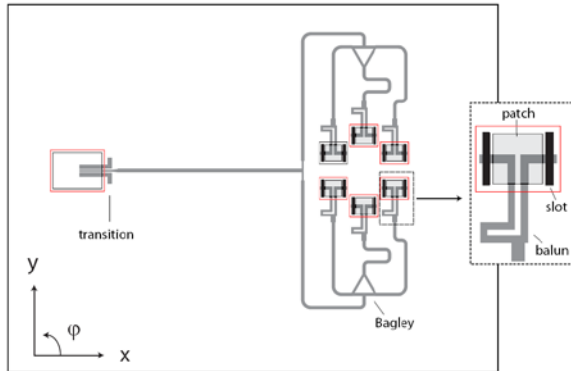 patch
slot
balun
transition
Bagley
y
φ
x